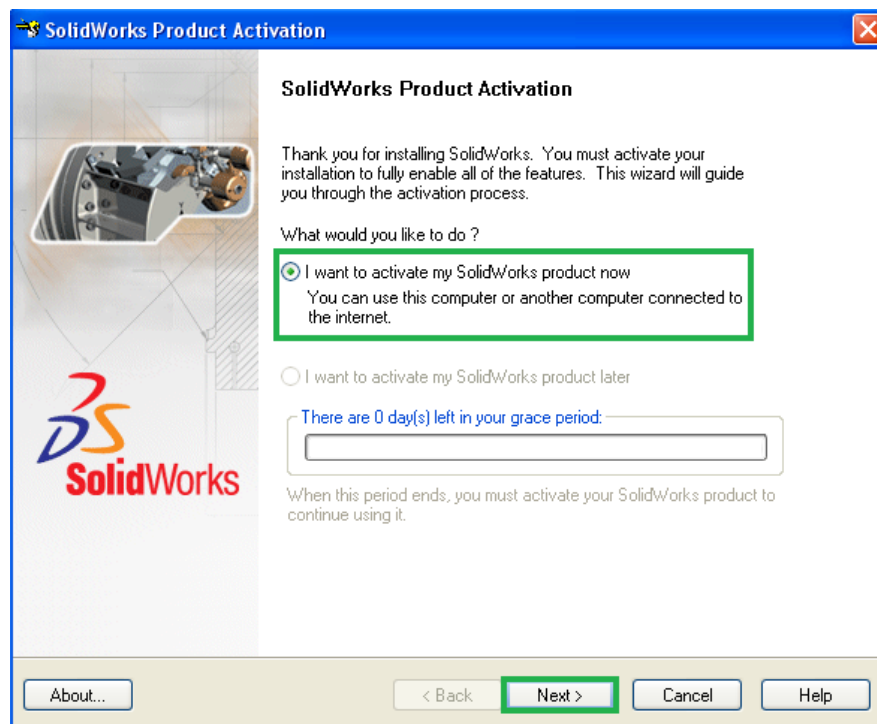 SolidWorks Product Activation
SolidWorks Product Activation
Thank you for installing SolidWorks. You must activate your
installation to fully enable all of the features. This wizard will guide
you through the activation process.
What would you like to do ?
I want to activate my SolidWorks product now
You can use this computer or another computer connected to
the internet.
I want to activate my SolidWorks product later
There are 0 day(s) left in your grace period:
When this period ends, you must activate your SolidWorks product to
continue using it.
DS
SolidWorks
About...
< Back
Next >
Cancel
Help